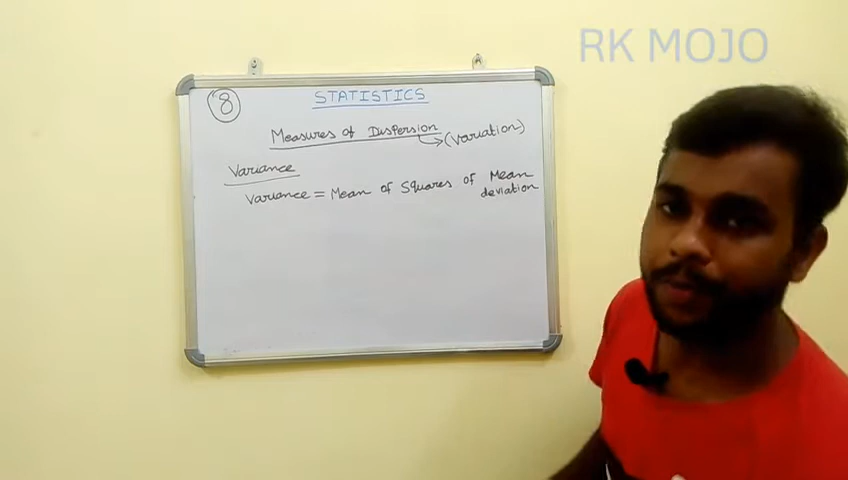 RK MOJO
8
STATISTICS
Measures of Dispersion
(variation)
Variance
Variance = Mean of Squares of Mean
deviation